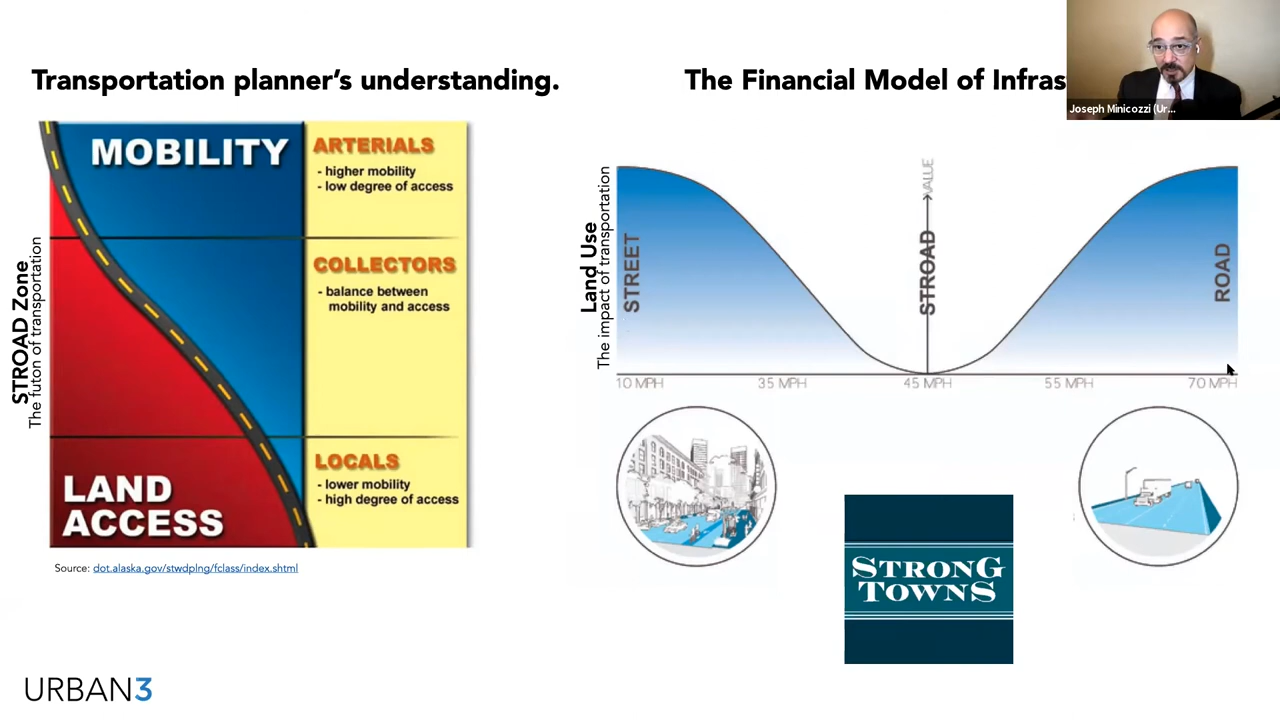 Transportation planner's understanding.
The Financial Model of Infras
Joseph Minicozzi (Ur...
STROAD Zone
The futon of transportation
MOBILITY
ARTERIALS
- higher mobility
- low degree of access
COLLECTORS
- balance between
mobility and access
LOCALS
- lower mobility
- high degree of access
LAND
ACCESS
Source: dot.alaska.gov/stwdplng/fclass/index.shtml
Land Use
The impact of transportation
STREET
VALUE
STROAD
ROAD
10 MPH
35 MPH
45 MPH
55 MPH
70 MPH
STRONG
TOWNS
URBAN3